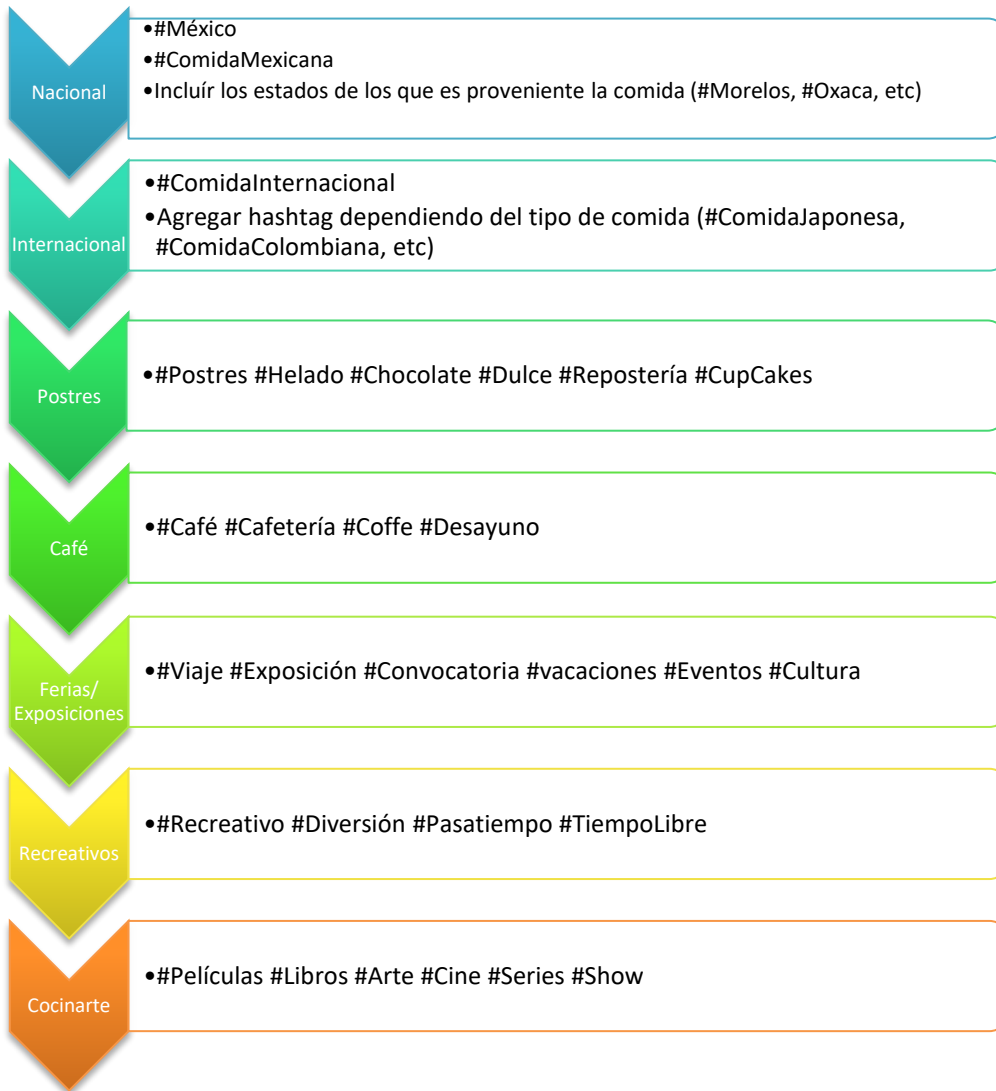 Nacional
•#México
•#ComidaMexicana
•Incluír los estados de los que es proveniente la comida (#Morelos, #Oxaca, etc)
Internacional
•#ComidaInternacional
•Agregar hashtag dependiendo del tipo de comida (#ComidaJaponesa,
#ComidaColombiana, etc)
Postres
•#Postres #Helado #Chocolate #Dulce #Repostería #CupCakes
Café
•#Café #Cafetería #Coffe #Desayuno
Ferias/
Exposiciones
•#Viaje #Exposición #Convocatoria #vacaciones #Eventos #Cultura
Recreativos
•#Recreativo #Diversión #Pasatiempo #TiempoLibre
Cocinarte
•#Películas #Libros #Arte #Cine #Series #Show